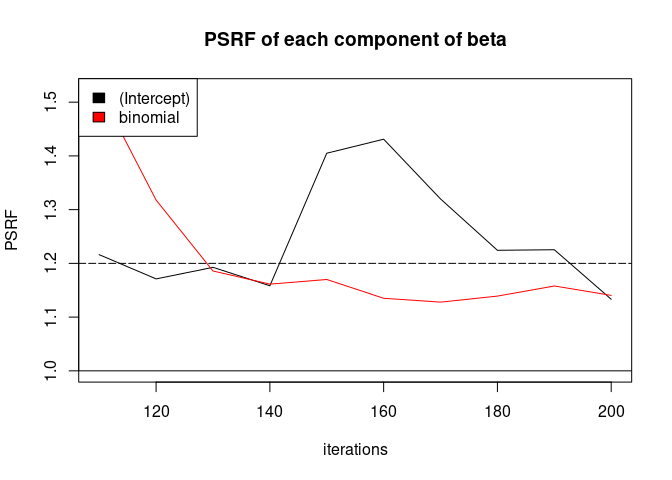 PSRF of each component of beta
(Intercept)
binomial
PSRF
1.5
1.4
1.3
1.2
1.1
1.0
120 140 160 180 200
iterations